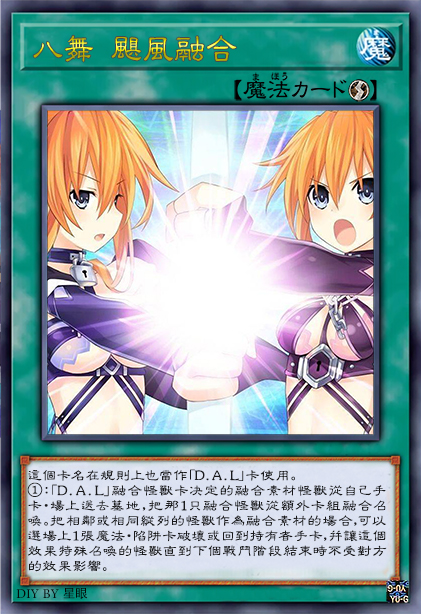 八舞 颶風融合
魔
【魔法カード】
まほう
這個卡名在規則上也當作「D.A.L」卡使用。
①:「D.A.L」融合怪獸卡決定的融合素材怪獸從自己手
卡·場上送去墓地，把那1只融合怪獸從額外卡組融合召
喚。把相鄰或相同縱列的怪獸作為融合素材的場合,可以
選場上1張魔法·陷阱卡破壞或回到持有者手卡,并讓這個
效果特殊召喚的怪獸直到下個戰鬥階段結束時不受對方
的效果影響。
DIY BY 星眼